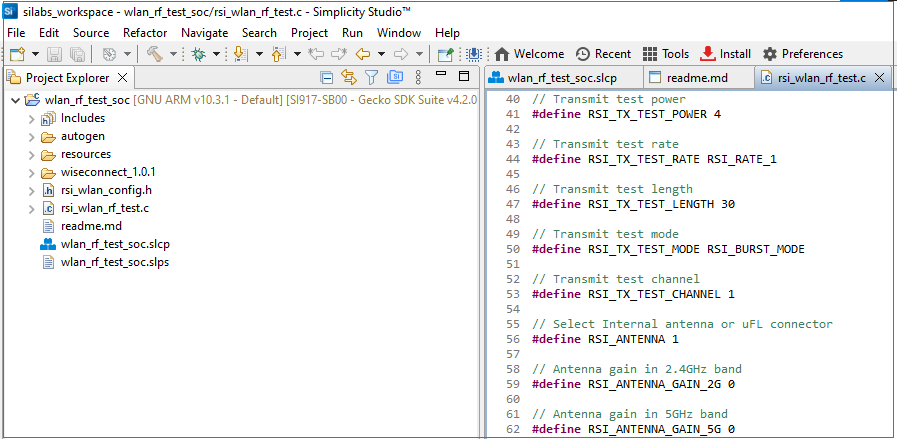 silabs_workspace - wlan_rf_test_soc/rsi_wlan_rf_test.c - Simplicity Studio™
File Edit Source Refactor Navigate Search Project Run Window Help
Welcome Recent Tools Install Preferences
Project Explorer
wlan_rf_test_soc [GNU ARM v10.3.1 - Default] [SI917-SB00 - Gecko SDK Suite v4.2.0
Includes
autogen
resources
wiseconnect_1.0.1
rsi_wlan_config.h
rsi_wlan_rf_test.c
readme.md
wlan_rf_test_soc.slcp
wlan_rf_test_soc.slps
wlan_rf_test_soc.slcp readme.md rsi_wlan_rf_test.c
40 // Transmit test power
41 #define RSI_TX_TEST_POWER 4
42
43 // Transmit test rate
44 #define RSI_TX_TEST_RATE RSI_RATE_1
45
46 // Transmit test length
47 #define RSI_TX_TEST_LENGTH 30
48
49 // Transmit test mode
50 #define RSI_TX_TEST_MODE RSI_BURST_MODE
51
52 // Transmit test channel
53 #define RSI_TX_TEST_CHANNEL 1
54
55 // Select Internal antenna or uFL connector
56 #define RSI_ANTENNA 1
57
58 // Antenna gain in 2.4GHz band
59 #define RSI_ANTENNA_GAIN_2G 0
60
61 // Antenna gain in 5GHz band
62 #define RSI_ANTENNA_GAIN_5G 0